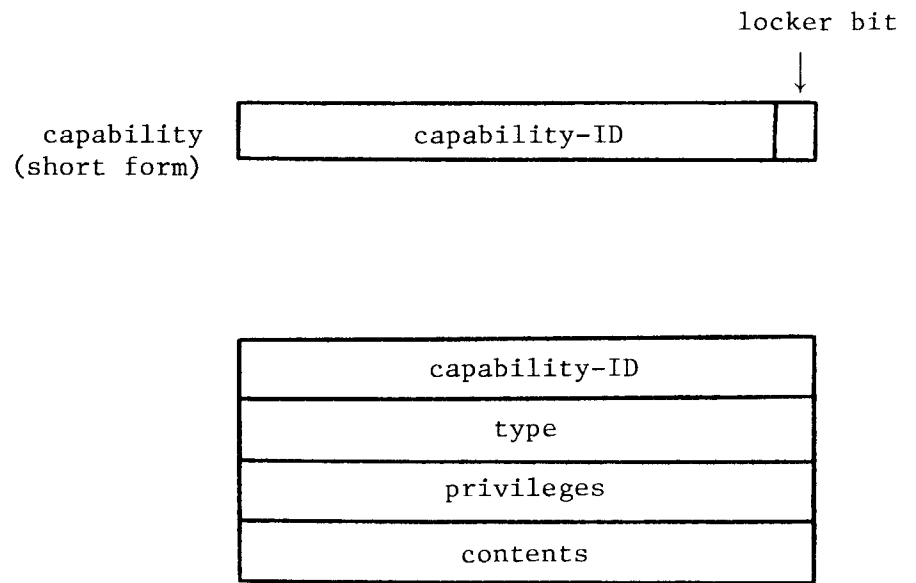 locker bit
capability
(short form)
capability-ID
capability-ID
type
privileges
contents